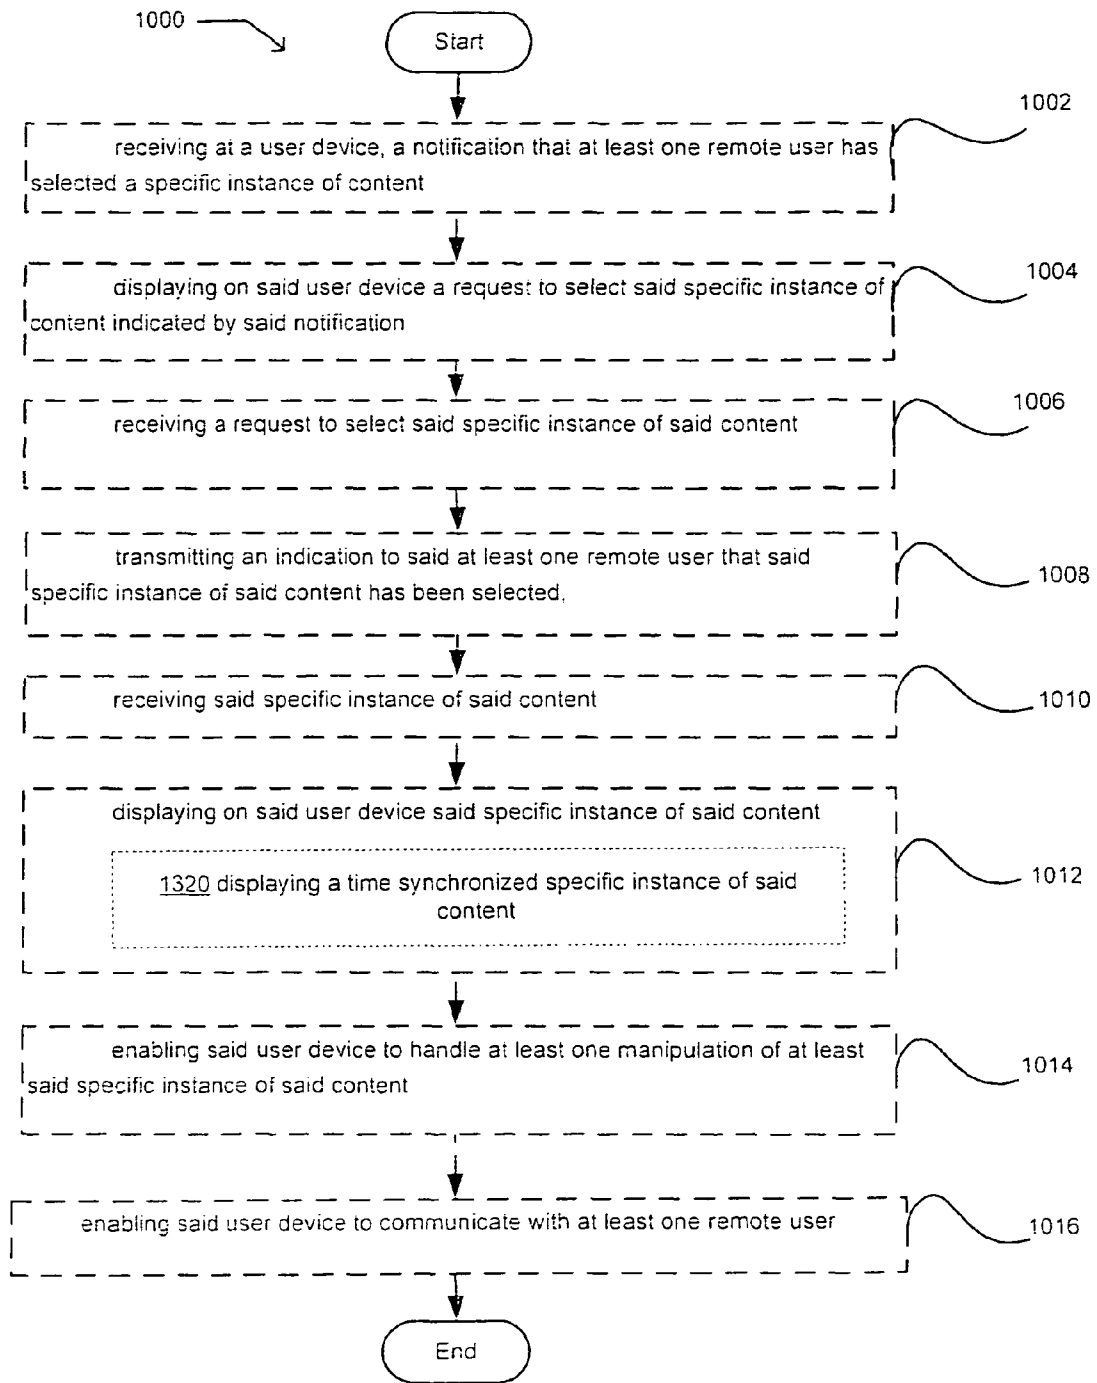 1000
Start
1002
receiving at a user device, a notification that at least one remote user has
selected a specific instance of content
1004
displaying on said user device a request to select said specific instance of
content indicated by said notification
1006
receiving a request to select said specific instance of said content
transmitting an indication to said at least one remote user that said
specific instance of said content has been selected,
1008
receiving said specific instance of said content
1010
displaying on said user device said specific instance of said content
1320 displaying a time synchronized specific instance of said
content
1012
enabling said user device to handle at least one manipulation of at least
said specific instance of said content
1014
enabling said user device to communicate with at least one remote user
1016
End